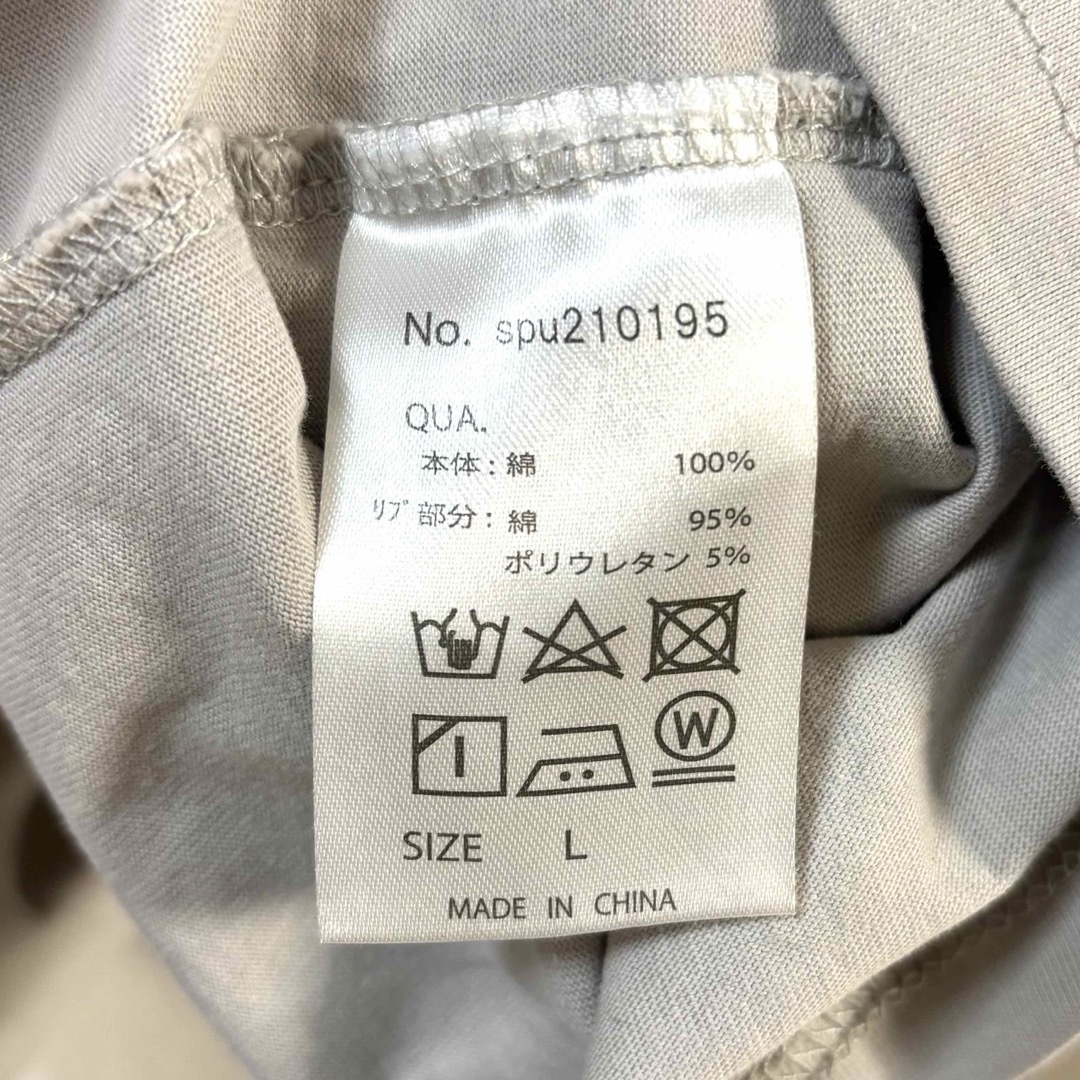 No. spu210195
QUA.
本体 : 綿 100%
ﾘﾌﾞ部分 : 綿 95%
ポリウレタン 5%
W
SIZE L
MADE IN CHINA